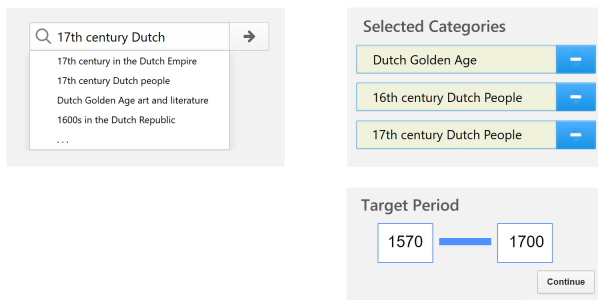 17th century Dutch
17th century in the Dutch Empire
17th century Dutch people
Dutch Golden Age art and literature
1600s in the Dutch Republic
...
Selected Categories
Dutch Golden Age
16th century Dutch People
17th century Dutch People
Target Period
1570
1700
Continue